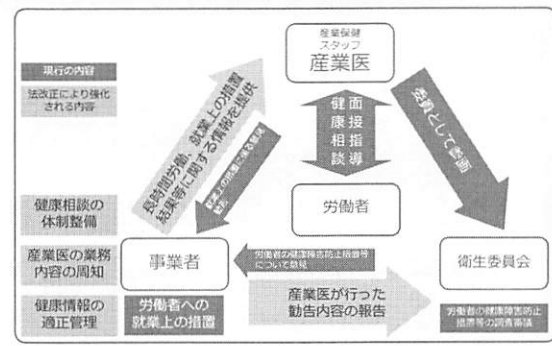 産業保健
スタッフ
産業医
現行の内容
法改正により強化
される内容
長時間労働、就業上の措置
結果等に関する情報を提供
面接指導
健康相談
委員として参画
労働者
健康相談の
体制整備
産業医の業務
内容の周知
健康情報の
適正管理
事業者
労働者の健康障害防止措置等
について意見
衛生委員会
労働者への
就業上の措置
産業医が行った
勧告内容の報告
労働者の健康障害防止
措置等の調査審議